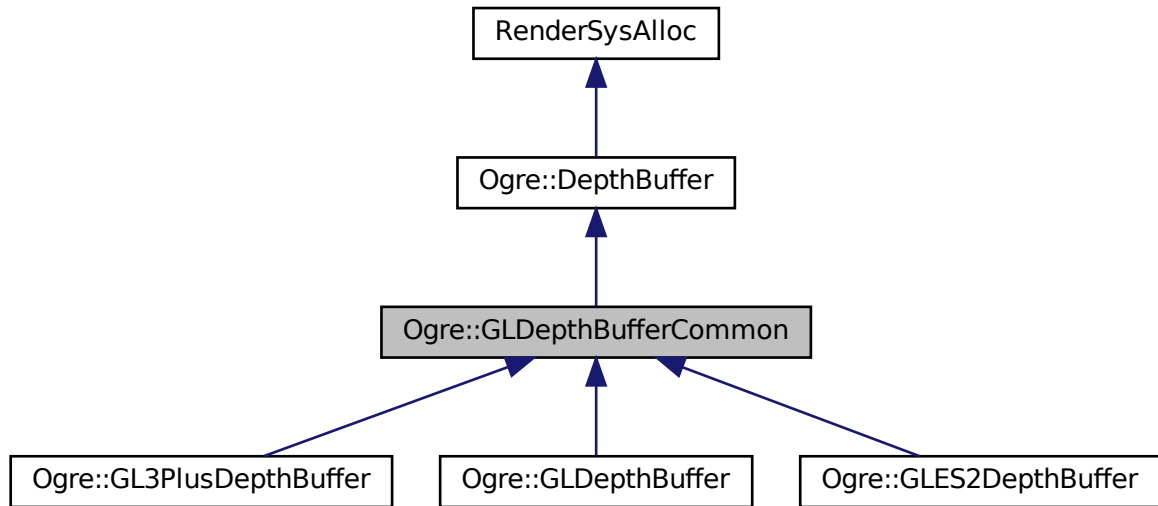 RenderSysAlloc
Ogre::DepthBuffer
Ogre::GLDepthBufferCommon
Ogre::GL3PlusDepthBuffer
Ogre::GLDepthBuffer
Ogre::GLES2DepthBuffer